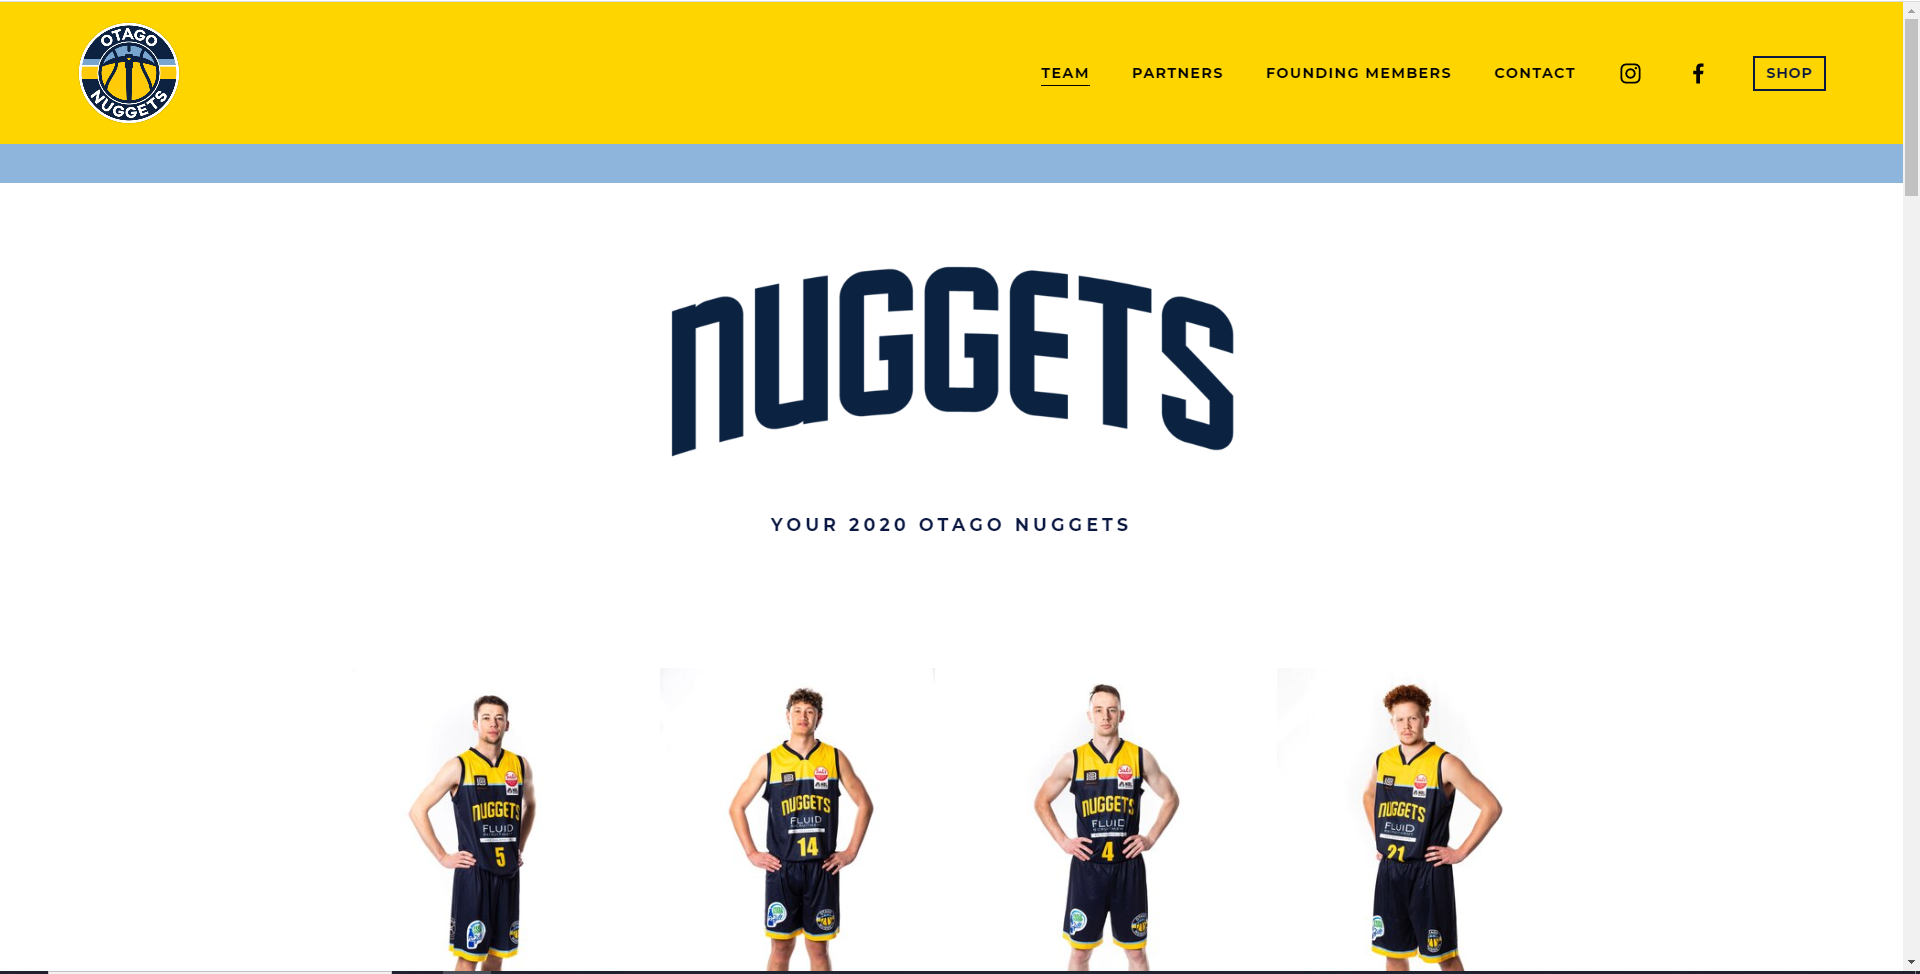 OTAGO
NUGGETS
TEAM PARTNERS FOUNDING MEMBERS CONTACT SHOP
NUGGETS
YOUR 2020 OTAGO NUGGETS
NUGGETS
FLUID
5
NUGGETS
FLUID
14
NUGGETS
FLUID
4
NUGGETS
FLUID
21